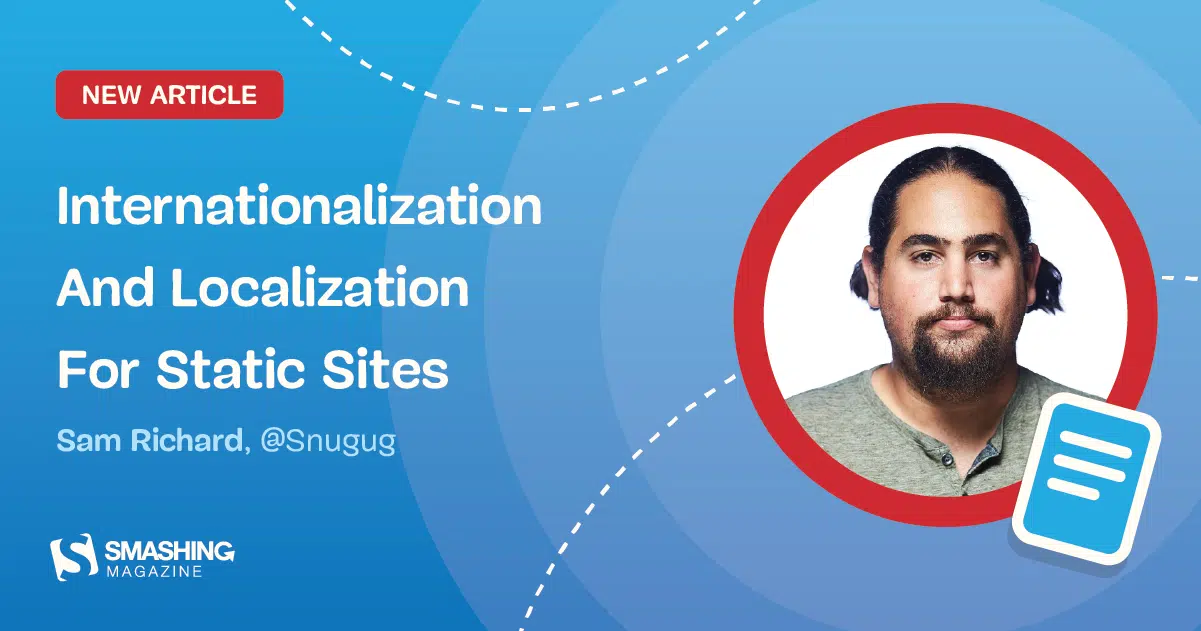 NEW ARTICLE
Internationalization
And Localization
For Static Sites
Sam Richard, @Snugug
SMASHING
MAGAZINE